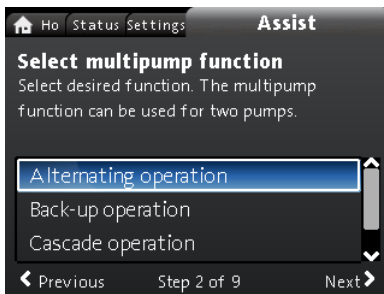 Ho Status Settings Assist
Select multipump function
Select desired function. The multipump
function can be used for two pumps.
Alternating operation
Back-up operation
Cascade operation
Previous Step 2 of 9 Next